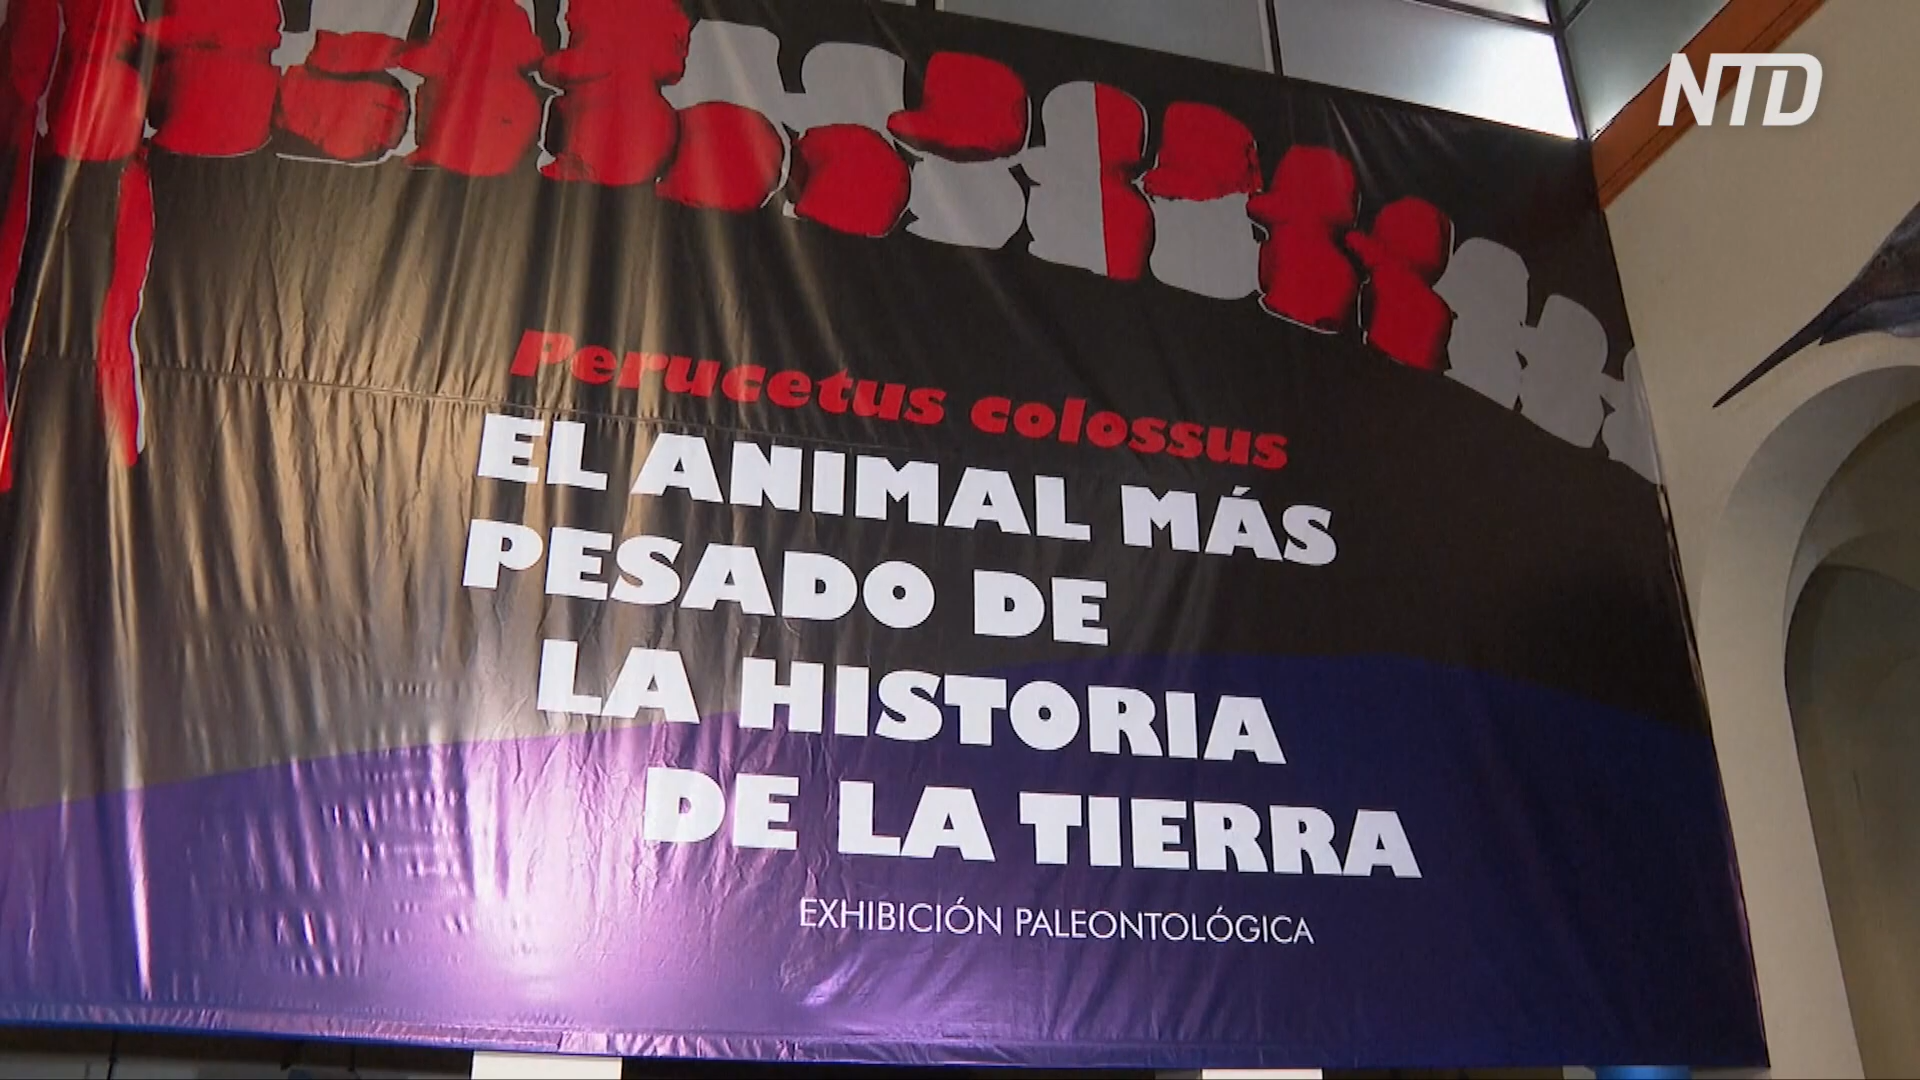 NTD
Perucetus colossus
EL ANIMAL MÁS
PESADO DE
LA HISTORIA
DE LA TIERRA
EXHIBICIÓN PALEONTOLÓGICA